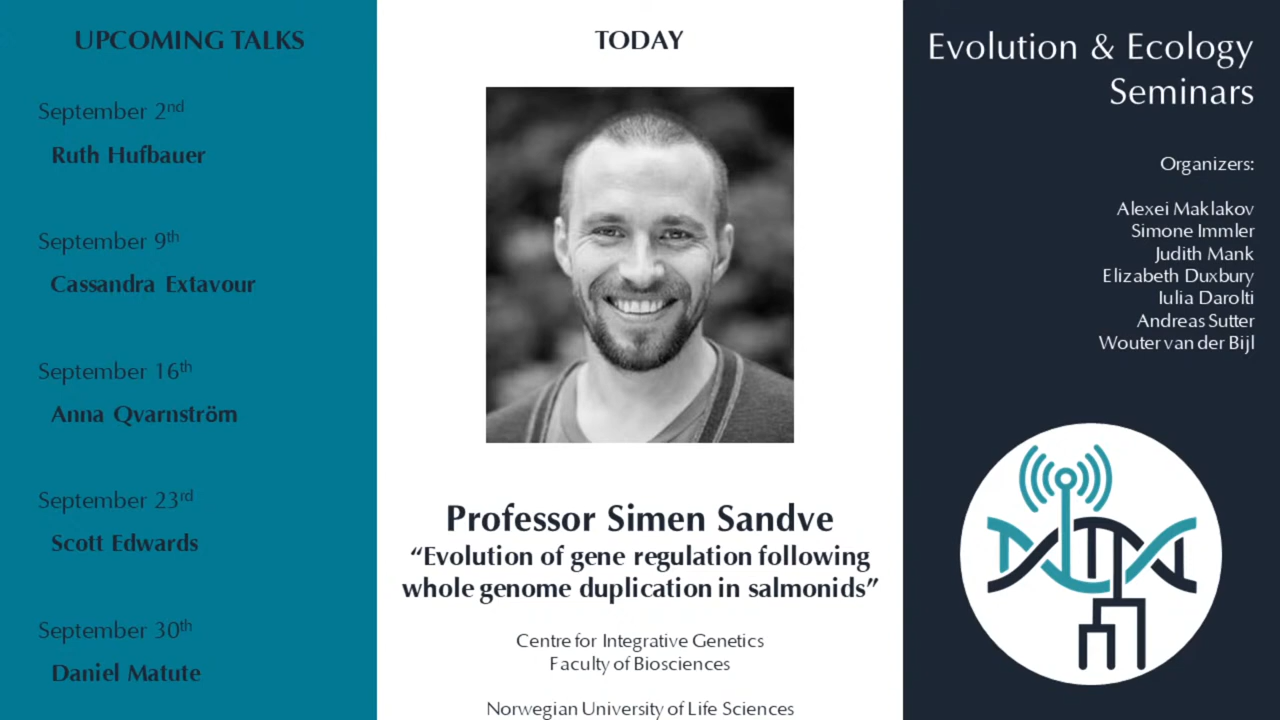 UPCOMING TALKS
September 2nd
Ruth Hufbauer
September 9th
Cassandra Extavour
September 16th
Anna Qvarnström
September 23rd
Scott Edwards
September 30th
Daniel Matute
TODAY
Professor Simen Sandve
“Evolution of gene regulation following
whole genome duplication in salmonids”
Centre for Integrative Genetics
Faculty of Biosciences
Norwegian University of Life Sciences
Evolution & Ecology
Seminars
Organizers:
Alexei Maklakov
Simone Immler
Judith Mank
Elizabeth Duxbury
Iulia Darolti
Andreas Sutter
Wouter van der Bijl